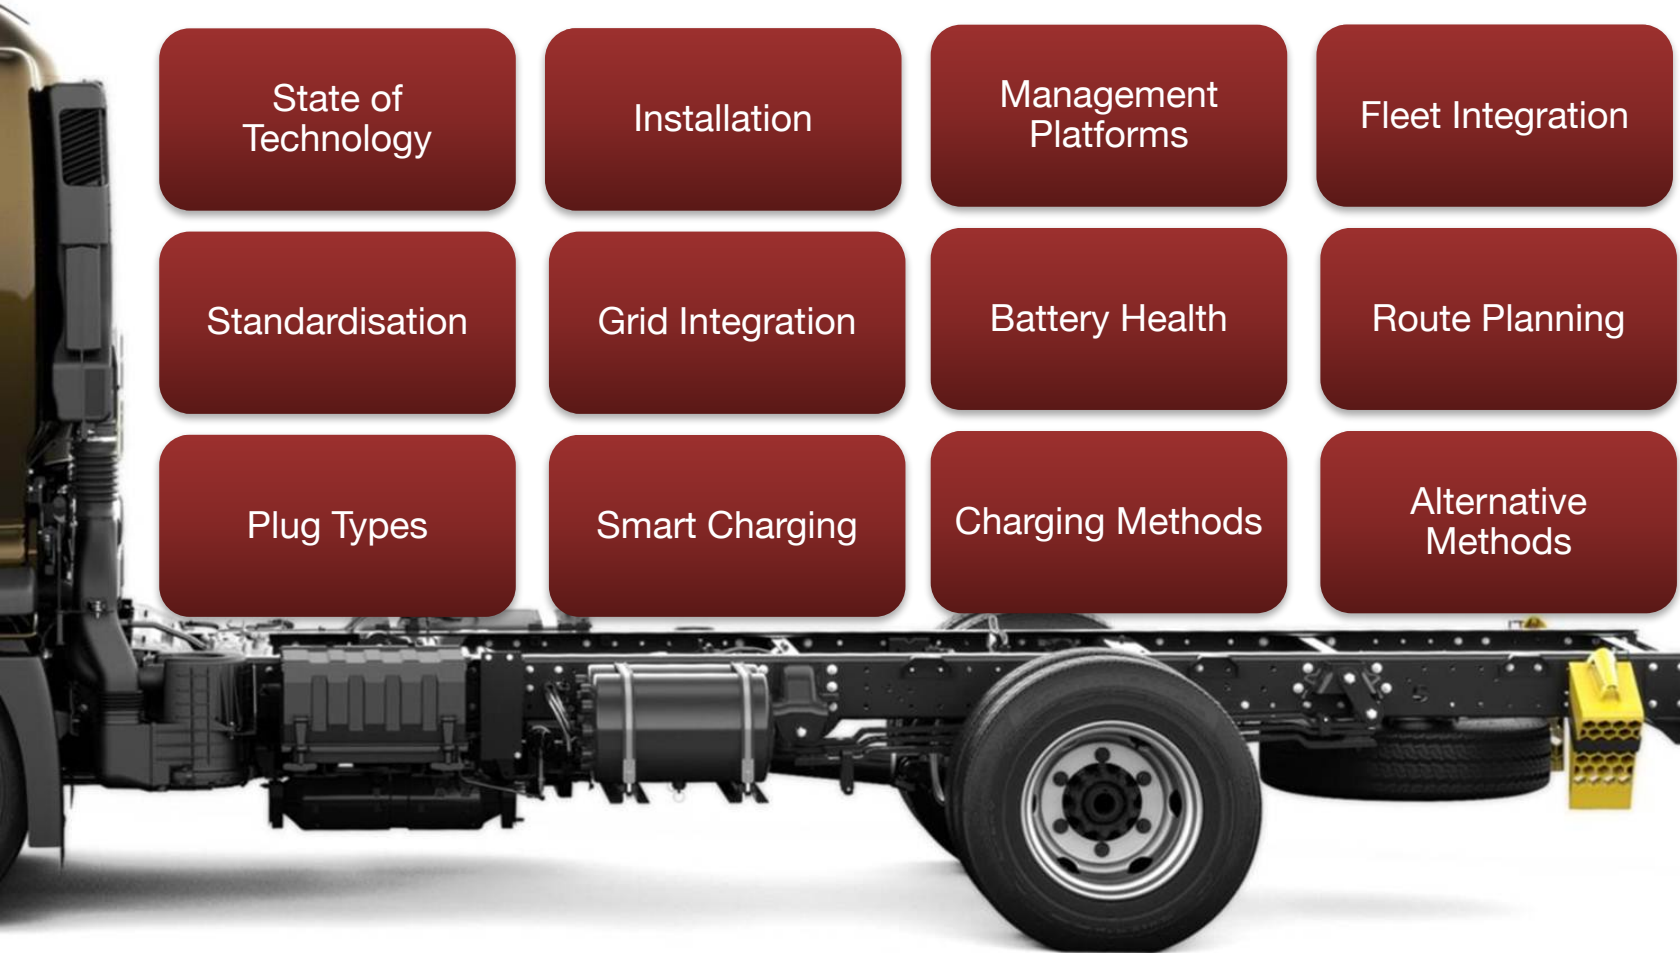 State of
Technology
Installation
Management
Platforms
Fleet Integration
Standardisation
Grid Integration
Battery Health
Route Planning
Plug Types
Smart Charging
Charging Methods
Alternative
Methods